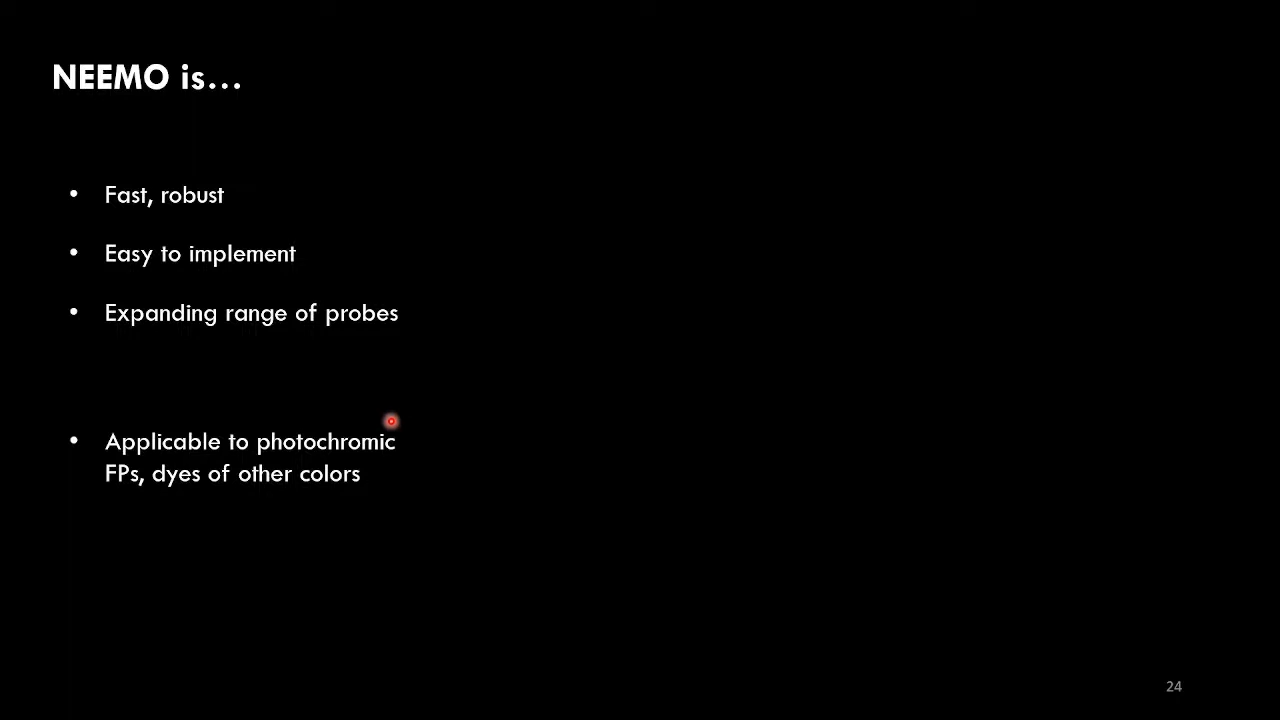 NEEMO is...
• Fast, robust
• Easy to implement
• Expanding range of probes
• Applicable to photochromic
FPs, dyes of other colors
24